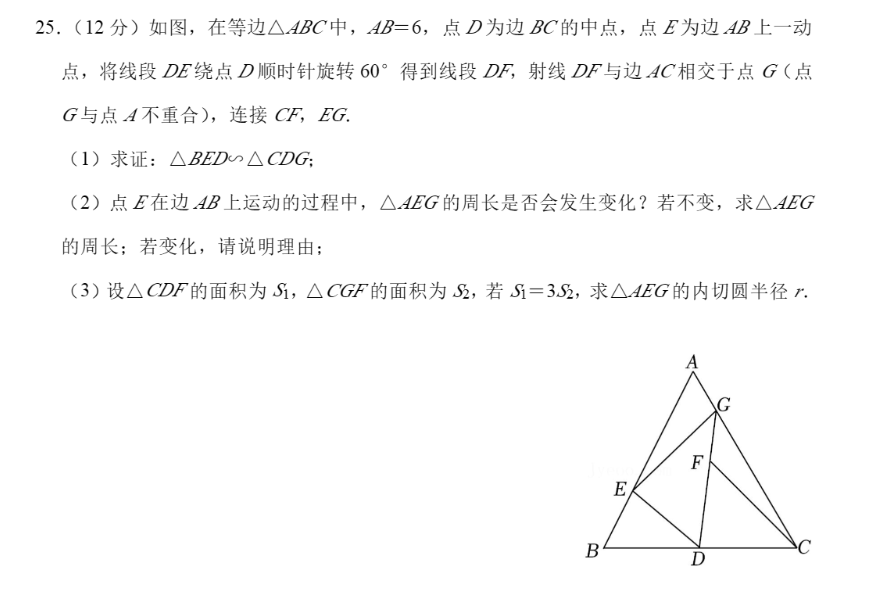 25.（12 分）如图，在等边△ABC 中，AB=6，点 D 为边 BC 的中点，点 E 为边 AB 上一动
点，将线段 DE 绕点 D 顺时针旋转 60° 得到线段 DF，射线 DF 与边 AC 相交于点 G（点
G 与点 A 不重合），连接 CF，EG.
（1）求证：△BED∽△CDG；
（2）点 E 在边 AB 上运动的过程中，△AEG 的周长是否会发生变化？若不变，求△AEG
的周长；若变化，请说明理由；
（3）设△CDF 的面积为 S₁，△CGF 的面积为 S₂，若 S₁=3S₂，求△AEG 的内切圆半径 r.
A
G
F
E
B
D
C